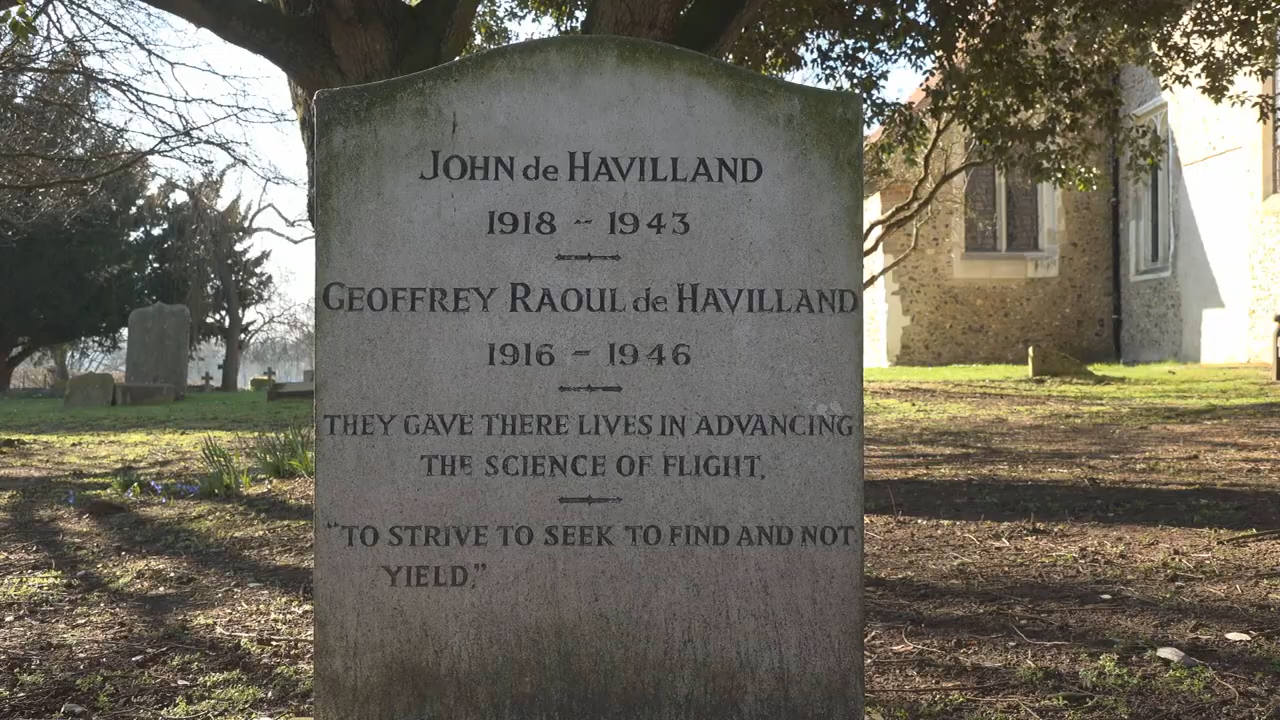 JOHN de HAVILLAND
1918 - 1943
GEOFFREY RAOUL de HAVILLAND
1916 - 1946
THEY GAVE THERE LIVES IN ADVANCING
THE SCIENCE OF FLIGHT.
"TO STRIVE TO SEEK TO FIND AND NOT
YIELD."